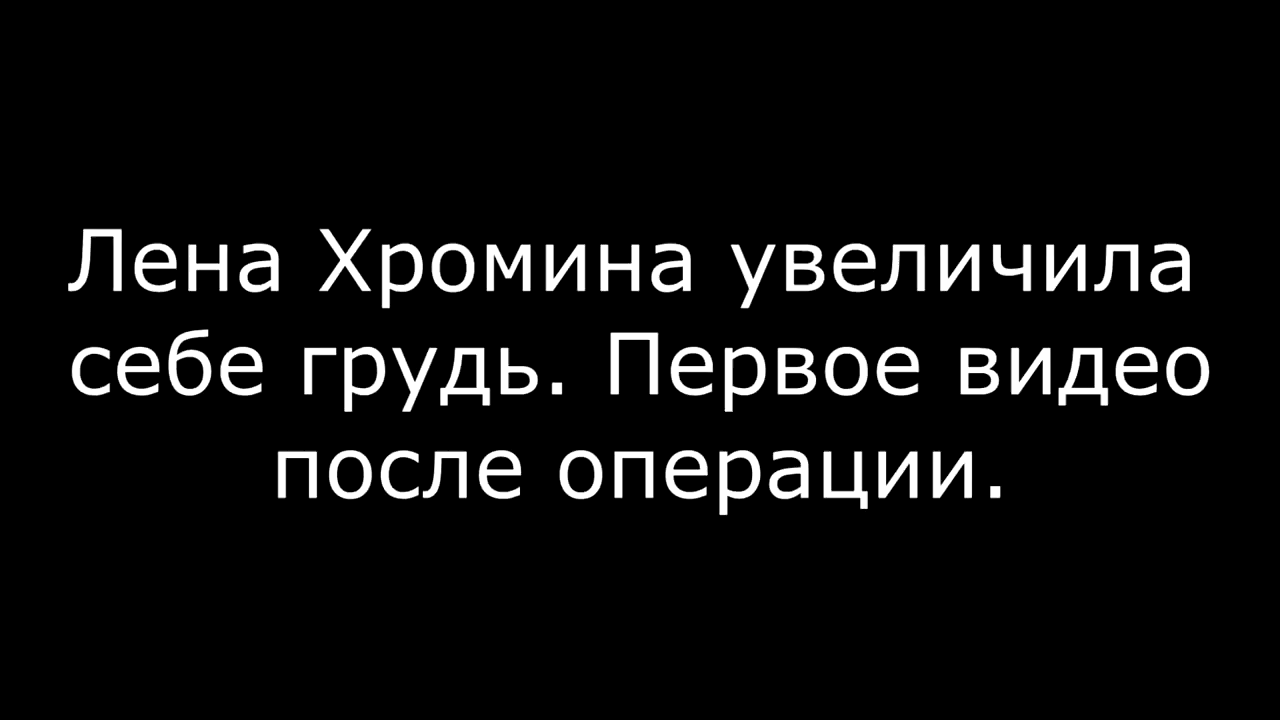 Лена Хромина увеличила
себе грудь. Первое видео
после операции.